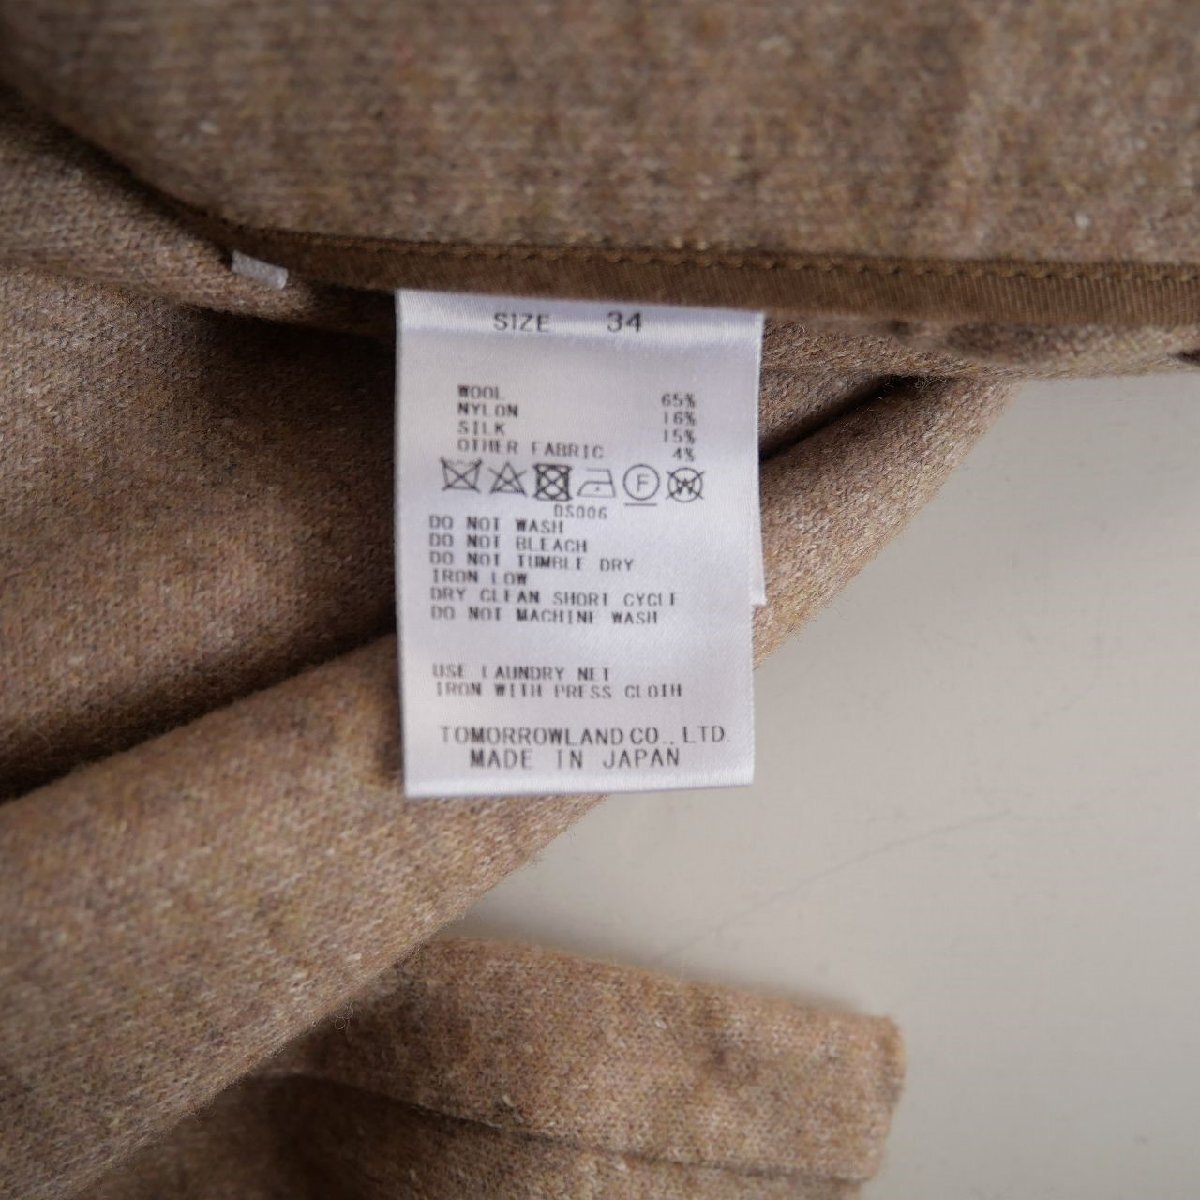 SIZE 34
WOOL 65%
NYLON 16%
SILK 15%
OTHER FABRIC 4%
F W
DS006
DO NOT WASH
DO NOT BLEACH
DO NOT TUMBLE DRY
IRON LOW
DRY CLEAN SHORT CYCLE
DO NOT MACHINE WASH
USE LAUNDRY NET
IRON WITH PRESS CLOTH
TOMORROWLAND CO., LTD
MADE IN JAPAN